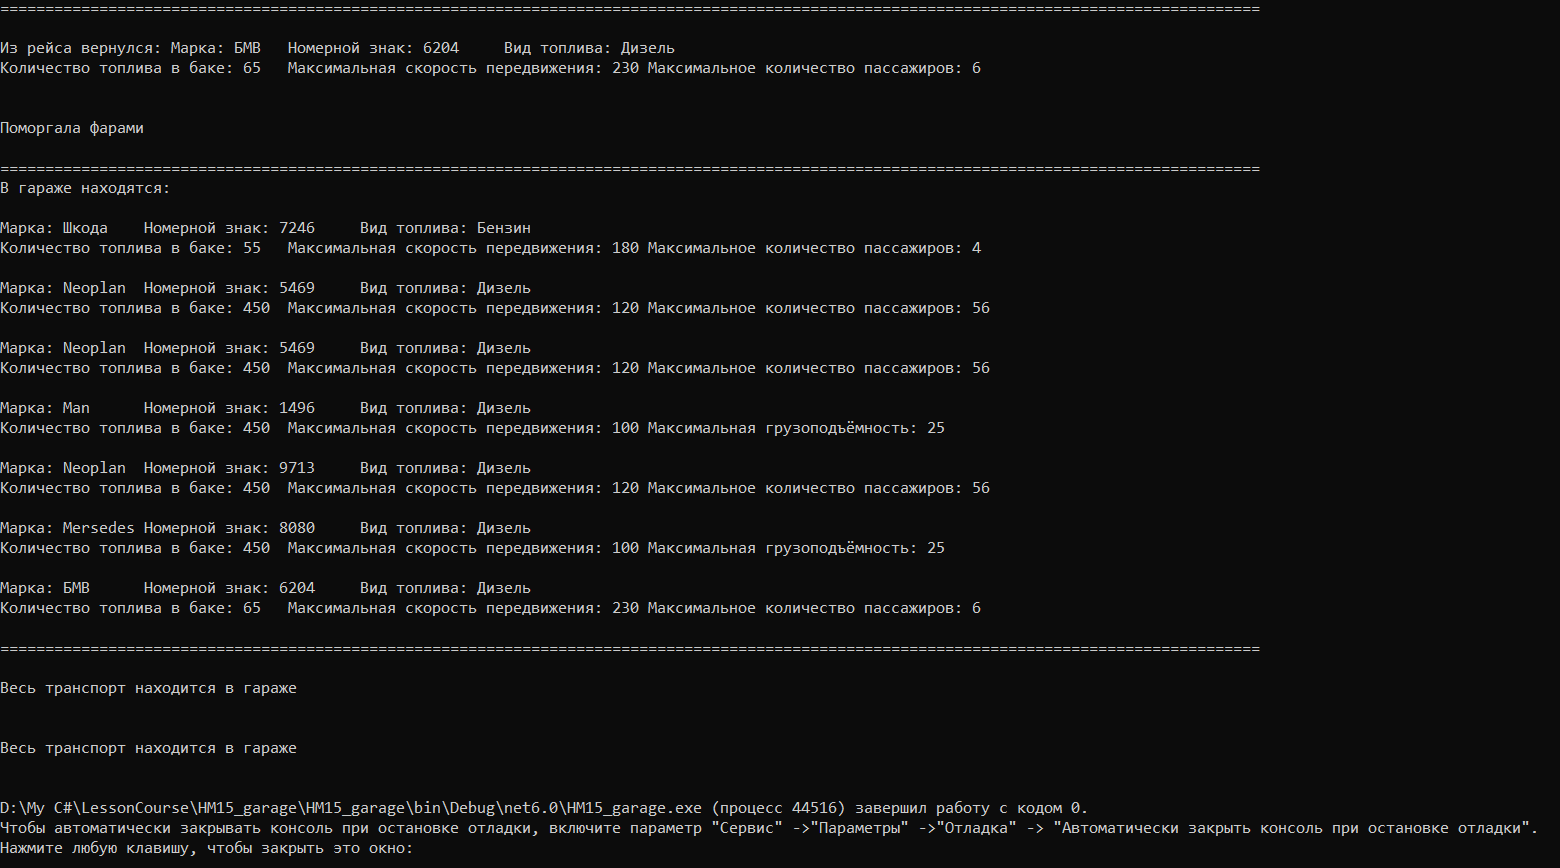 ============================================================================================================================================
Из рейса вернулся: Марка: БМВ   Номерной знак: 6204     Вид топлива: Дизель
Количество топлива в баке: 65   Максимальная скорость передвижения: 230 Максимальное количество пассажиров: 6
Поморгала фарами
============================================================================================================================================
В гараже находятся:
Марка: Шкода    Номерной знак: 7246     Вид топлива: Бензин
Количество топлива в баке: 55   Максимальная скорость передвижения: 180 Максимальное количество пассажиров: 4
Марка: Neoplan  Номерной знак: 5469     Вид топлива: Дизель
Количество топлива в баке: 450  Максимальная скорость передвижения: 120 Максимальное количество пассажиров: 56
Марка: Neoplan  Номерной знак: 5469     Вид топлива: Дизель
Количество топлива в баке: 450  Максимальная скорость передвижения: 120 Максимальное количество пассажиров: 56
Марка: Man      Номерной знак: 1496     Вид топлива: Дизель
Количество топлива в баке: 450  Максимальная скорость передвижения: 100 Максимальная грузоподъёмность: 25
Марка: Neoplan  Номерной знак: 9713     Вид топлива: Дизель
Количество топлива в баке: 450  Максимальная скорость передвижения: 120 Максимальное количество пассажиров: 56
Марка: Mersedes Номерной знак: 8080     Вид топлива: Дизель
Количество топлива в баке: 450  Максимальная скорость передвижения: 100 Максимальная грузоподъёмность: 25
Марка: БМВ      Номерной знак: 6204     Вид топлива: Дизель
Количество топлива в баке: 65   Максимальная скорость передвижения: 230 Максимальное количество пассажиров: 6
============================================================================================================================================
Весь транспорт находится в гараже
Весь транспорт находится в гараже
D:\My C#\LessonCourse\HM15_garage\HM15_garage\bin\Debug\net6.0\HM15_garage.exe (процесс 44516) завершил работу с кодом 0.
Чтобы автоматически закрывать консоль при остановке отладки, включите параметр "Сервис" ->"Параметры" ->"Отладка" -> "Автоматически закрыть консоль при остановке отладки".
Нажмите любую клавишу, чтобы закрыть это окно: